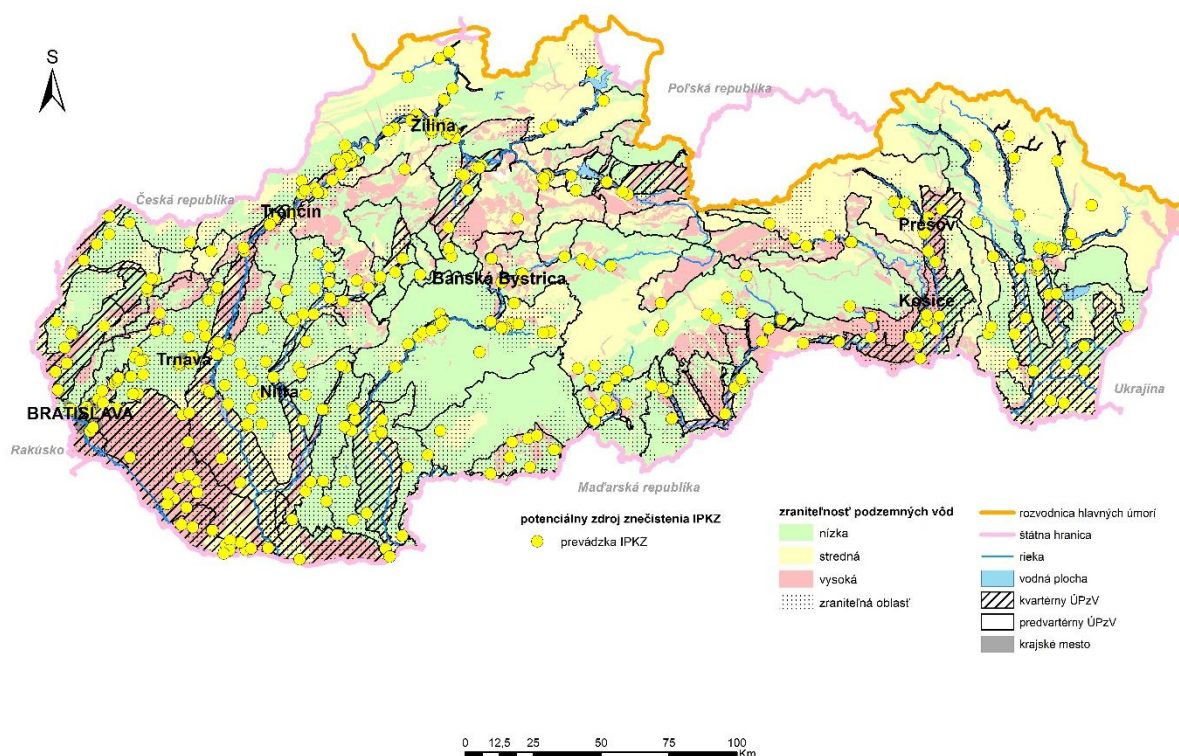 S
Poľská republika
Žilina
Česká republika
Trenčín
Prešov
Banská Bystrica
Košice
Trnava
Nitra
BRATISLAVA
Ukrajina
Rakúsko
Maďarská republika
potenciálny zdroj znečistenia IPKZ
prevádzka IPKZ
zraniteľnosť podzemných vôd
nízka
stredná
vysoká
zraniteľná oblasť
rozvodnica hlavných úmorí
štátna hranica
rieka
vodná plocha
kvartérny ÚPzV
predvartérny ÚPzV
krajské mesto
0 12,5 25 50 75 100
Km